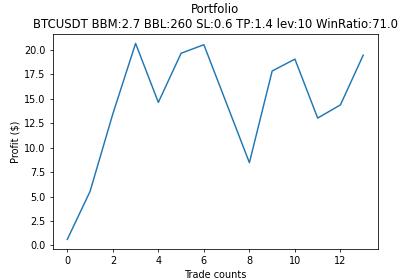 Portfolio
BTCUSDT BBM:2.7 BBL:260 SL:0.6 TP:1.4 lev:10 WinRatio:71.0
20.0
17.5
15.0
12.5
10.0
7.5
5.0
2.5
0.0
Profit ($)
0 2 4 6 8 10 12
Trade counts